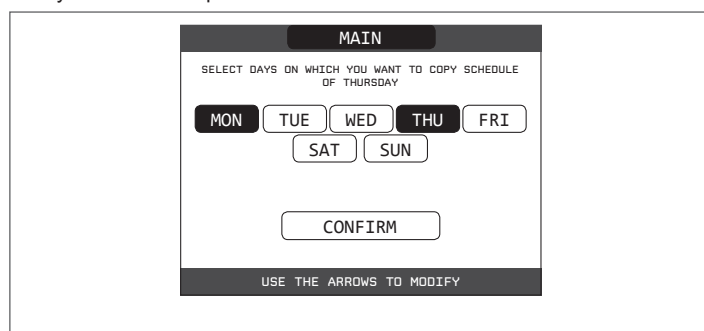 MAIN
SELECT DAYS ON WHICH YOU WANT TO COPY SCHEDULE
OF THURSDAY
MON TUE WED THU FRI
SAT SUN
CONFIRM
USE THE ARROWS TO MODIFY